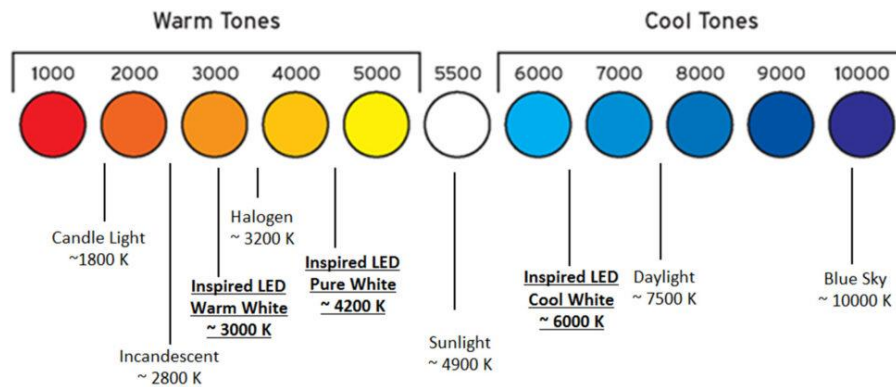 Warm Tones
Cool Tones
1000 2000 3000 4000 5000 5500 6000 7000 8000 9000 10000
Candle Light
~1800 K
Incandescent
~ 2800 K
Inspired LED
Warm White
~ 3000 K
Halogen
~ 3200 K
Inspired LED
Pure White
~ 4200 K
Sunlight
~ 4900 K
Inspired LED
Cool White
~ 6000 K
Daylight
~ 7500 K
Blue Sky
~ 10000 K